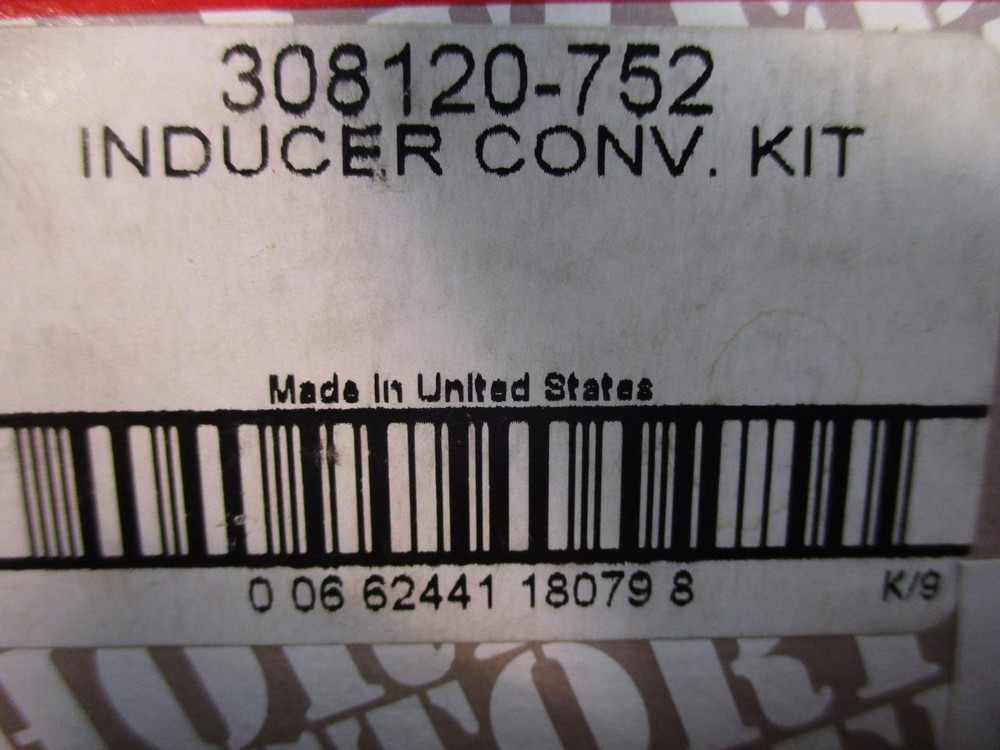 308120-752
INDUCER CONV. KIT
Made In United States
0 06 62441 18079 8
K/9